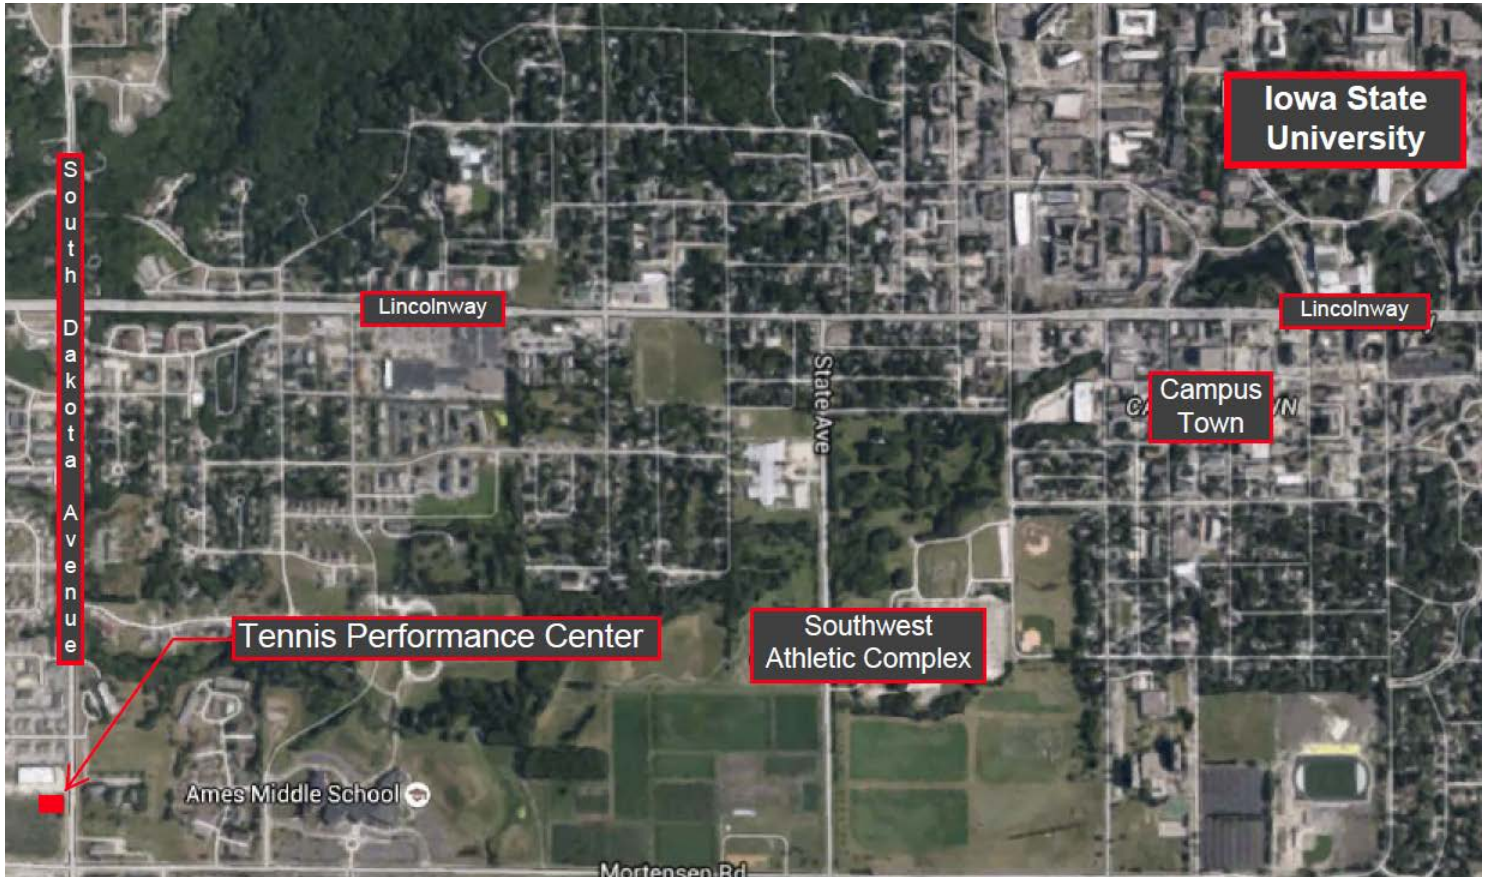 Iowa State
University
South Dakota Avenue
Lincolnway
Lincolnway
State Ave
Campus
Town
Tennis Performance Center
Southwest
Athletic Complex
Ames Middle School
Mortensen Rd